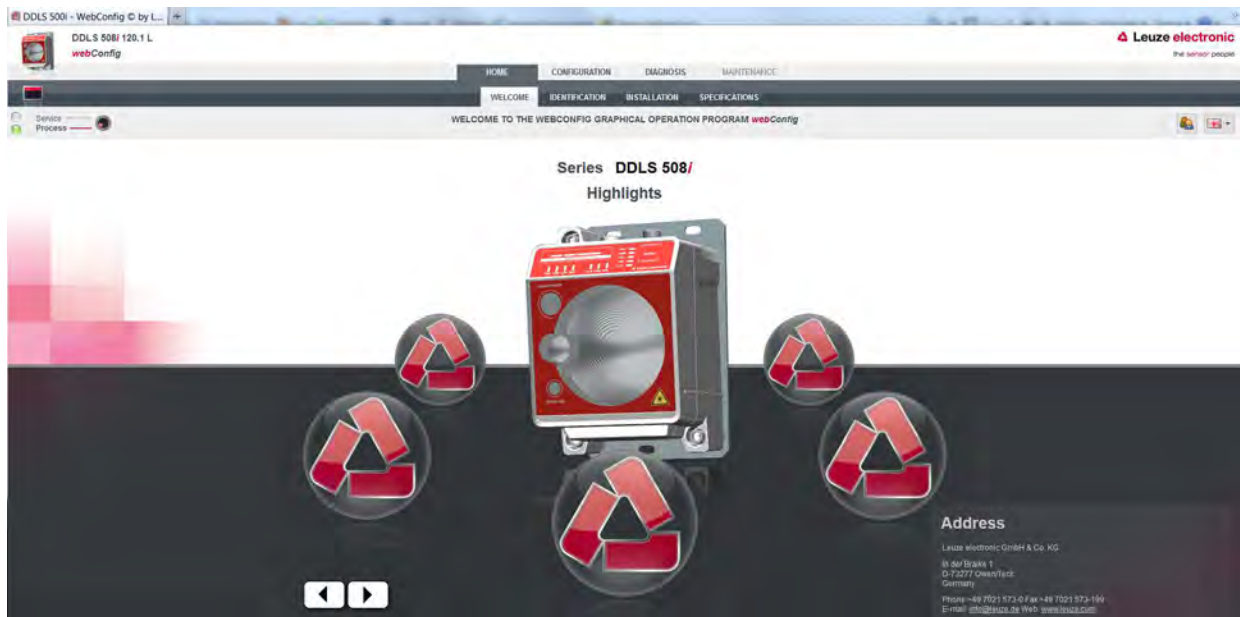 DDLS 500i - WebConfig © by L...
DDLS 508i 120.1 L
webConfig
Leuze electronic
the sensor people
HOME CONFIGURATION DIAGNOSIS MAINTENANCE
WELCOME IDENTIFICATION INSTALLATION SPECIFICATIONS
Service
Process
WELCOME TO THE WEBCONFIG GRAPHICAL OPERATION PROGRAM webConfig
Series DDLS 508i
Highlights
Address
Leuze electronic GmbH & Co. KG
In der Braike 1
D-73277 Owen/Teck
Germany
Phone +49 7021 573-0 Fax +49 7021 573-199
E-mail: info@leuze.de Web: www.leuze.com